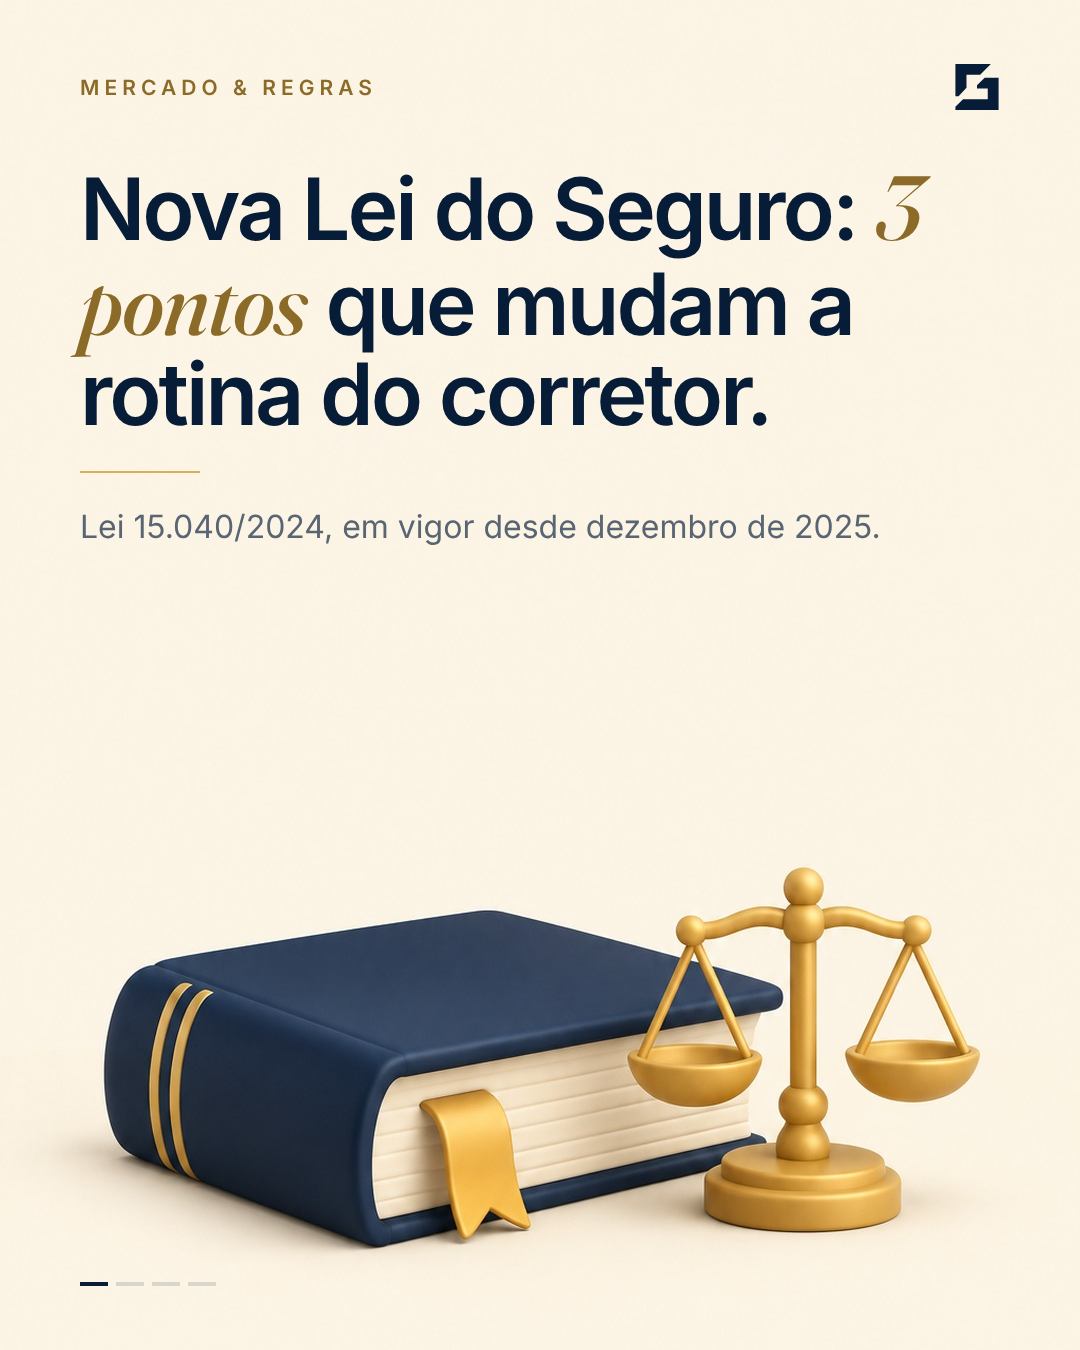 MERCADO & REGRAS
Nova Lei do Seguro: 3
pontos que mudam a
rotina do corretor.
Lei 15.040/2024, em vigor desde dezembro de 2025.